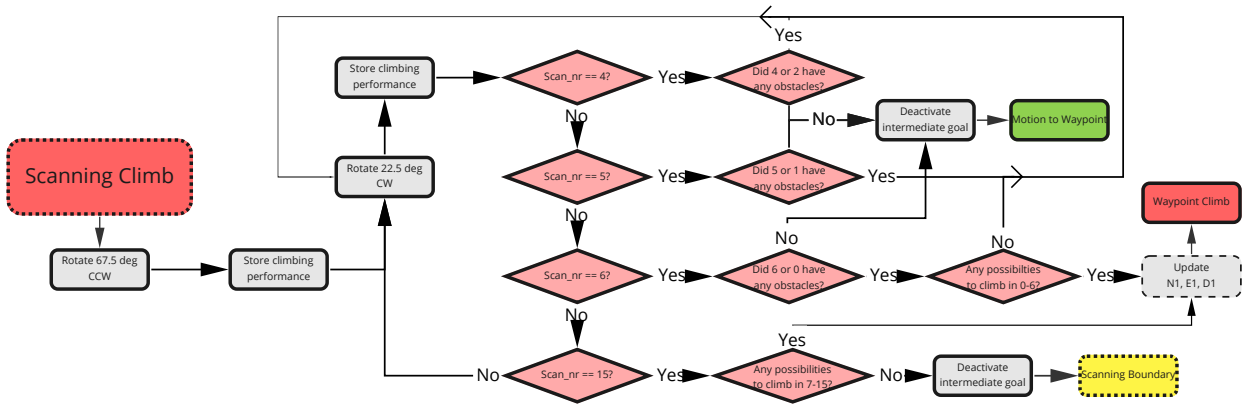 Yes
Store climbing
performance
Scan_nr == 4?
Yes
Did 4 or 2 have
any obstacles?
No
No
Deactivate
intermediate goal
Motion to Waypoint
Scanning Climb
Rotate 22.5 deg
CW
Scan_nr == 5?
Yes
Did 5 or 1 have
any obstacles?
Yes
Waypoint Climb
No
No
No
Rotate 67.5 deg
CCW
Store climbing
performance
Scan_nr == 6?
Yes
Did 6 or 0 have
any obstacles?
Yes
Any possibilties
to climb in 0-6?
Yes
Update
N1, E1, D1
No
Yes
No
Scan_nr == 15?
Yes
Any possibilities
to climb in 7-15?
No
Deactivate
intermediate goal
Scanning Boundary